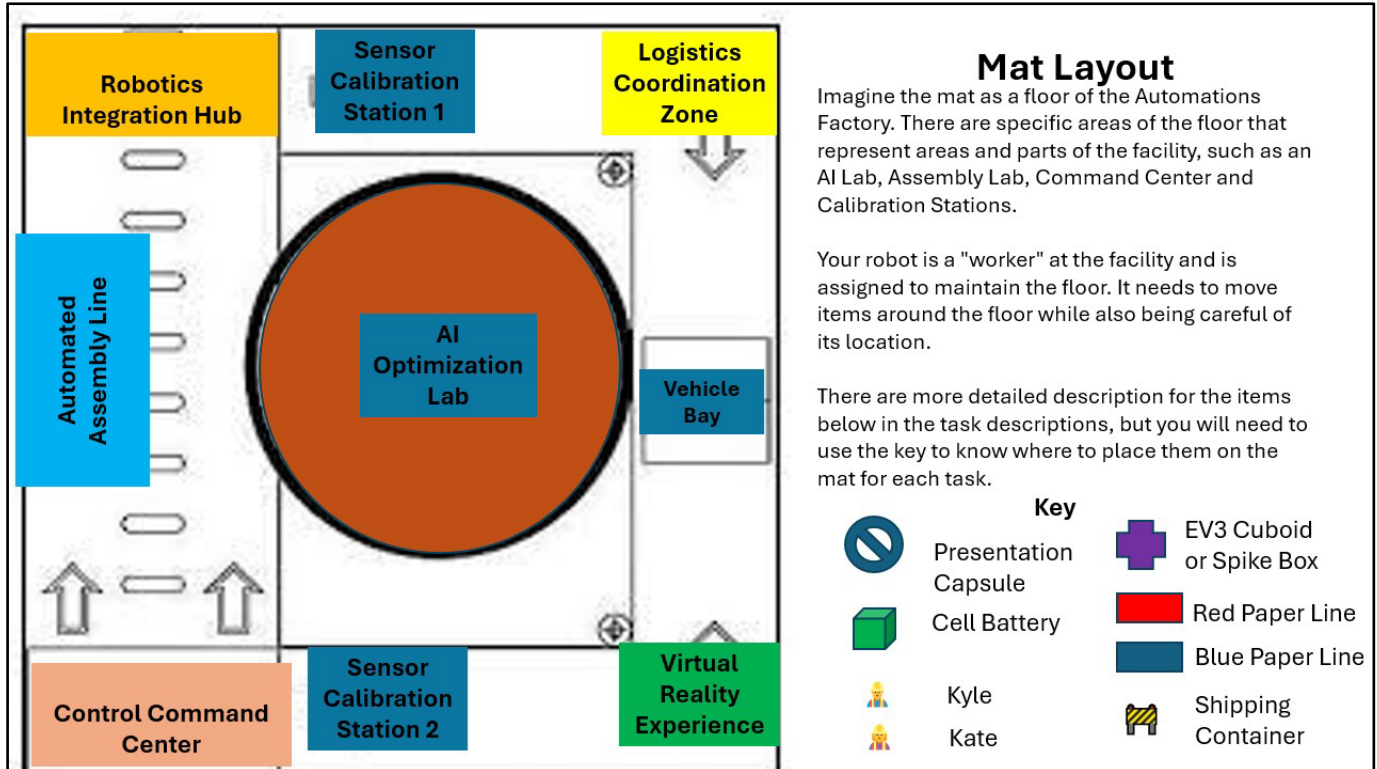 Robotics
Integration Hub
Sensor
Calibration
Station 1
Logistics
Coordination
Zone
Automated
Assembly Line
AI
Optimization
Lab
Vehicle
Bay
Control Command
Center
Sensor
Calibration
Station 2
Virtual
Reality
Experience
Mat Layout
Imagine the mat as a floor of the Automations
Factory. There are specific areas of the floor that
represent areas and parts of the facility, such as an
AI Lab, Assembly Lab, Command Center and
Calibration Stations.
Your robot is a "worker" at the facility and is
assigned to maintain the floor. It needs to move
items around the floor while also being careful of
its location.
There are more detailed description for the items
below in the task descriptions, but you will need to
use the key to know where to place them on the
mat for each task.
Key
Presentation
Capsule
Cell Battery
Kyle
Kate
EV3 Cuboid
or Spike Box
Red Paper Line
Blue Paper Line
Shipping
Container